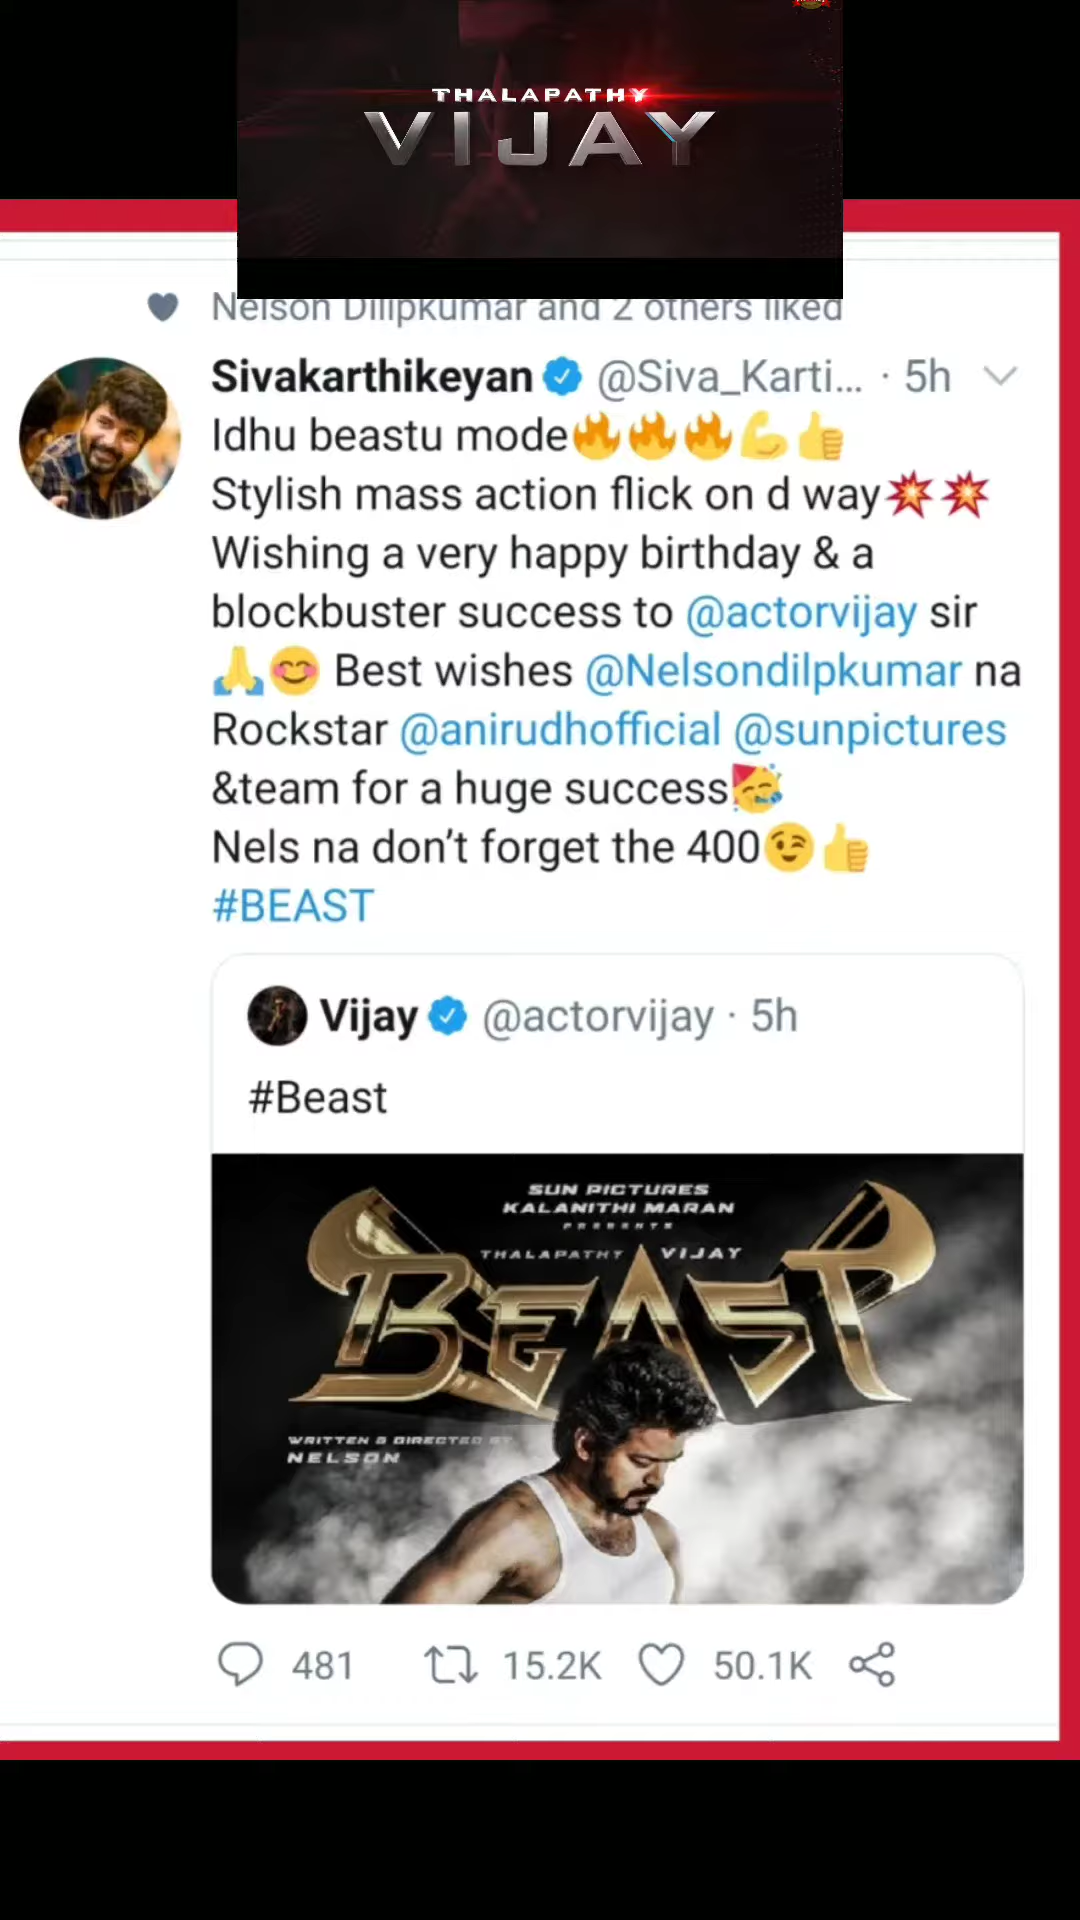 THALAPATHY
VIJAY
Nelson Dilipkumar and 2 others liked
Sivakarthikeyan @Siva_Karti... · 5h
Idhu beastu mode🔥🔥🔥💪👍
Stylish mass action flick on d way💥💥
Wishing a very happy birthday & a
blockbuster success to @actorvijay sir
🙏😊 Best wishes @Nelsondilpkumar na
Rockstar @anirudhofficial @sunpictures
&team for a huge success🥳
Nels na don’t forget the 400😉👍
#BEAST
Vijay @actorvijay · 5h
#Beast
SUN PICTURES
KALANITHI MARAN
PRESENTS
THALAPATHY VIJAY
BEAST
WRITTEN & DIRECTED BY
NELSON
481 15.2K 50.1K